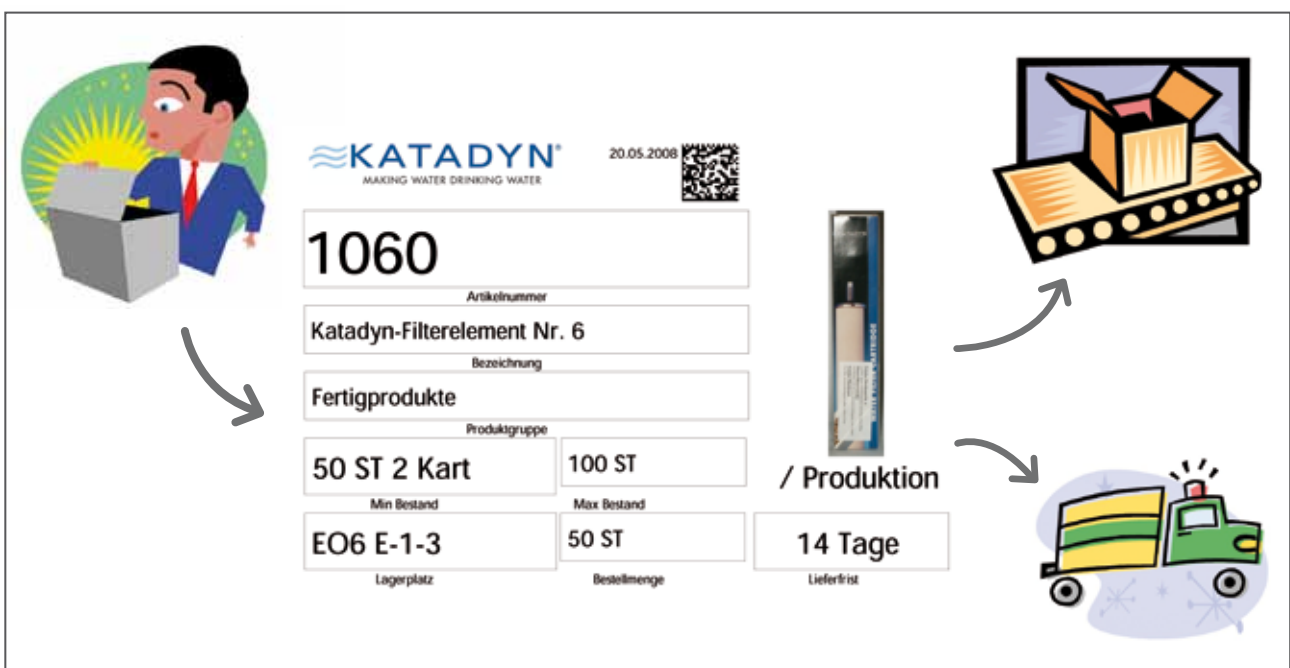 KATADYN®
MAKING WATER DRINKING WATER
20.05.2008
1060
Artikelnummer
Katadyn-Filterelement Nr. 6
Bezeichnung
Fertigprodukte
Produktgruppe
50 ST 2 Kart
100 ST
/ Produktion
Min Bestand
Max Bestand
EO6 E-1-3
50 ST
14 Tage
Lagerplatz
Bestellmenge
Lieferfrist